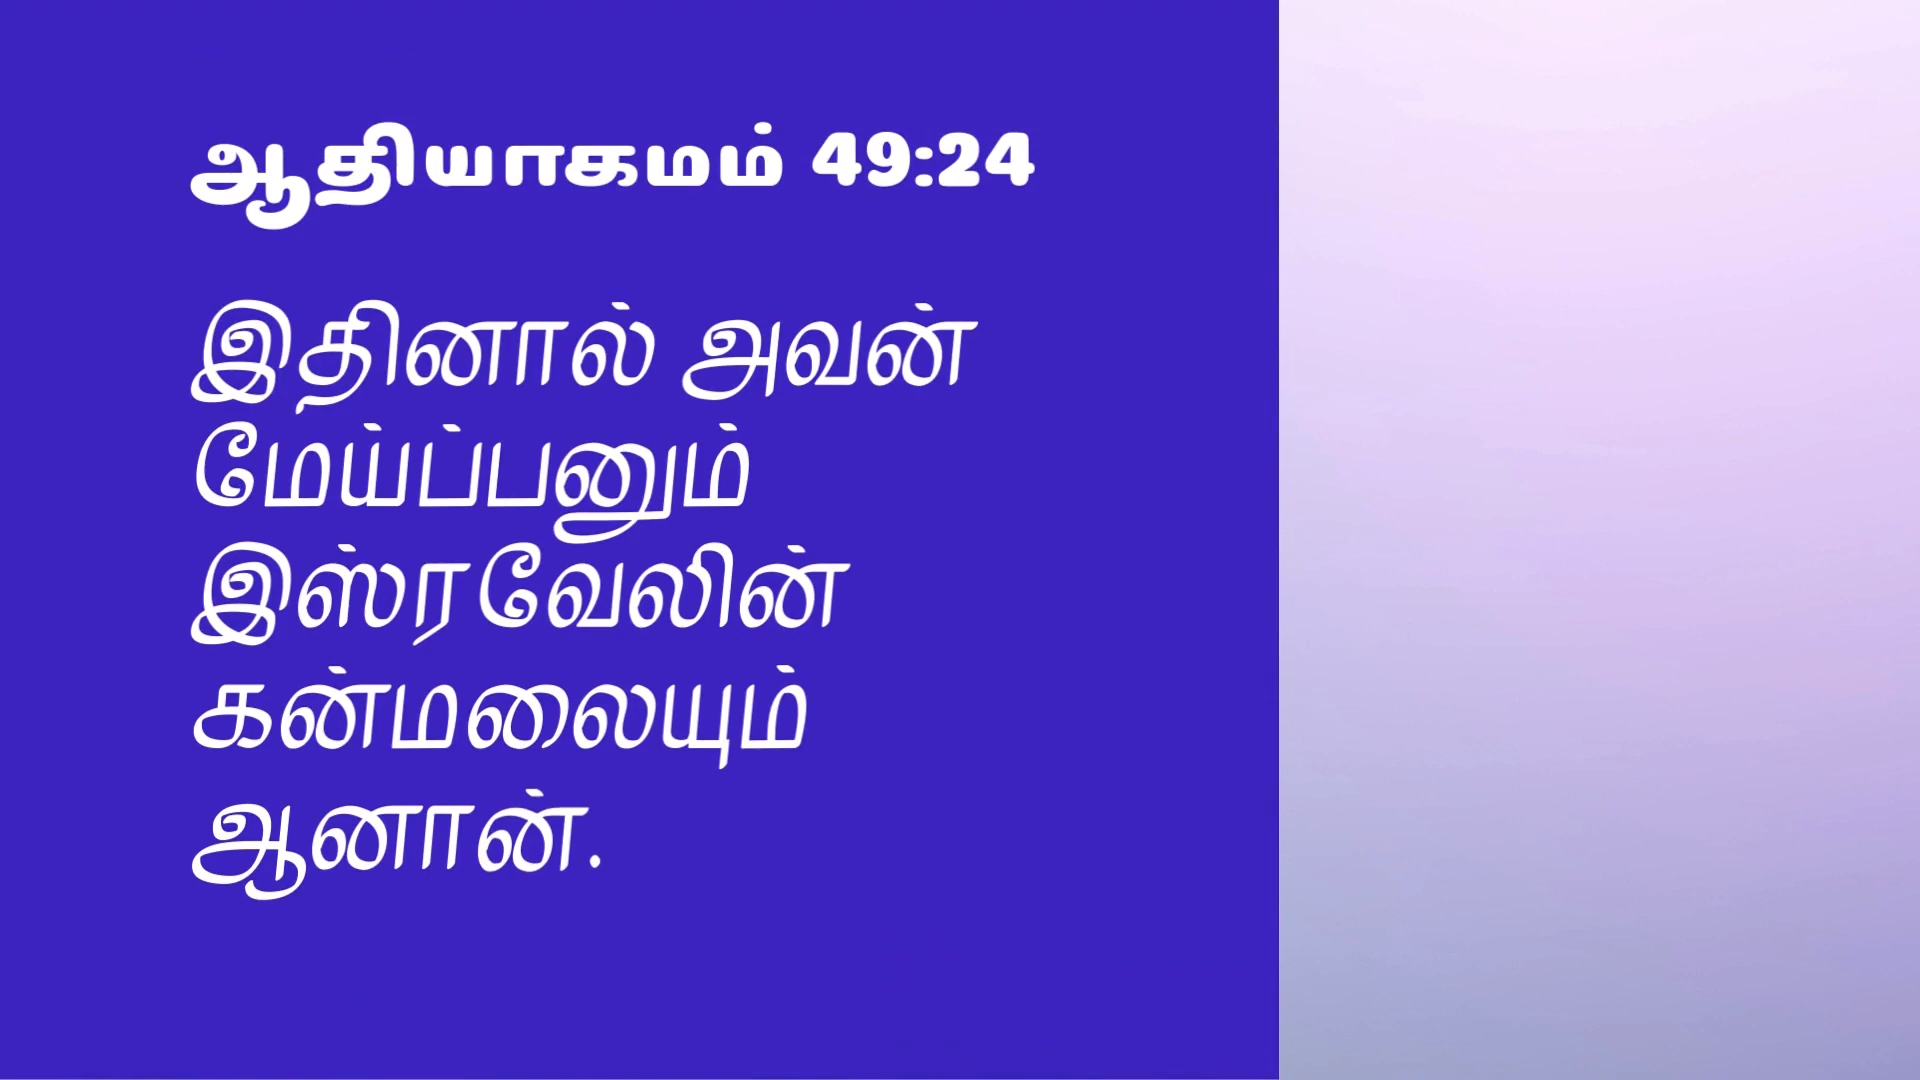 ஆதியாகமம் 49:24
இதினால் அவன்
மேய்ப்பனும்
இஸ்ரவேலின்
கன்மலையும்
ஆனான்.